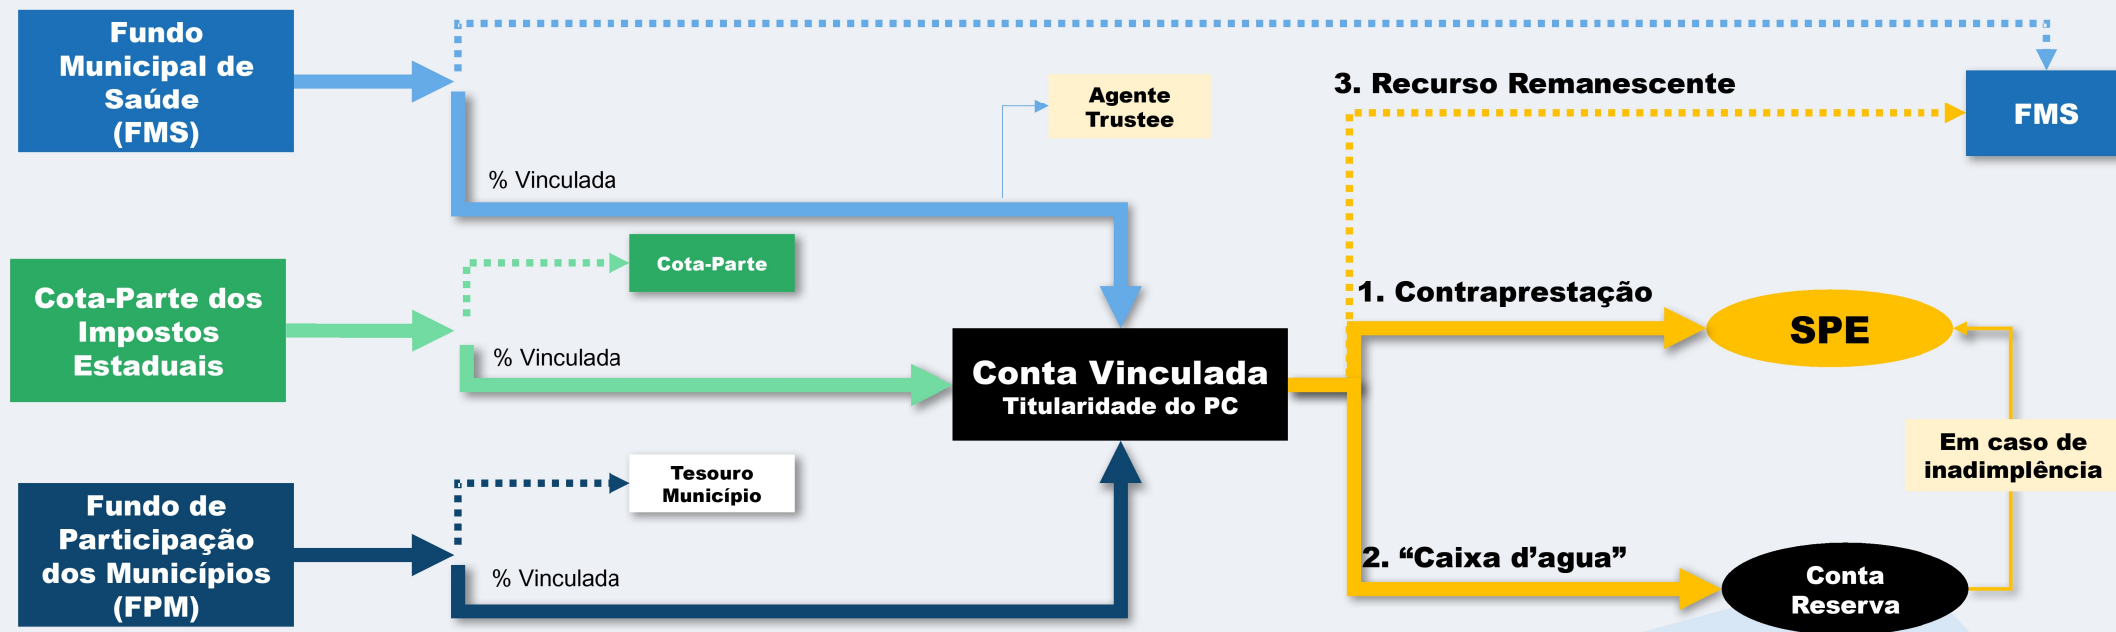 Fundo
Municipal de
Saúde
(FMS)
% Vinculada
Agente
Trustee
3. Recurso Remanescente
FMS
Cota-Parte dos
Impostos
Estaduais
Cota-Parte
% Vinculada
Conta Vinculada
Titularidade do PC
1. Contraprestação
SPE
Em caso de
inadimplência
Fundo de
Participação
dos Municípios
(FPM)
Tesouro
Município
% Vinculada
2. “Caixa d’agua”
Conta
Reserva